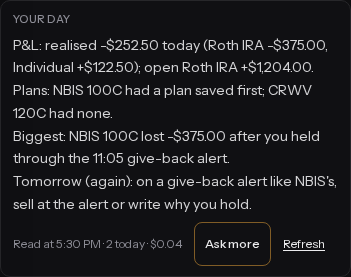 YOUR DAY
P&L: realised -$252.50 today (Roth IRA -$375.00,
Individual +$122.50); open Roth IRA +$1,204.00.
Plans: NBIS 100C had a plan saved first; CRWV
120C had none.
Biggest: NBIS 100C lost -$375.00 after you held
through the 11:05 give-back alert.
Tomorrow (again): on a give-back alert like NBIS's,
sell at the alert or write why you hold.
Read at 5:30 PM · 2 today · $0.04 Ask more Refresh